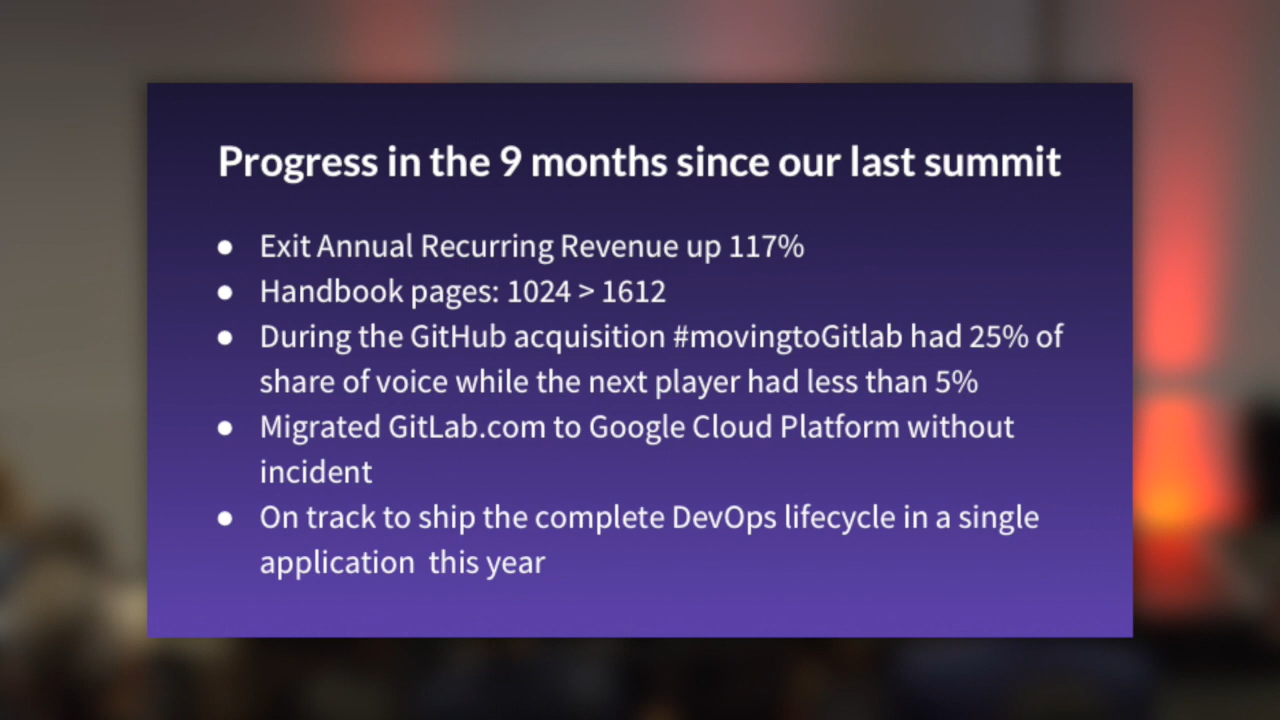 Progress in the 9 months since our last summit
● Exit Annual Recurring Revenue up 117%
● Handbook pages: 1024 > 1612
● During the GitHub acquisition #movingtoGitlab had 25% of
share of voice while the next player had less than 5%
● Migrated GitLab.com to Google Cloud Platform without
incident
● On track to ship the complete DevOps lifecycle in a single
application  this year